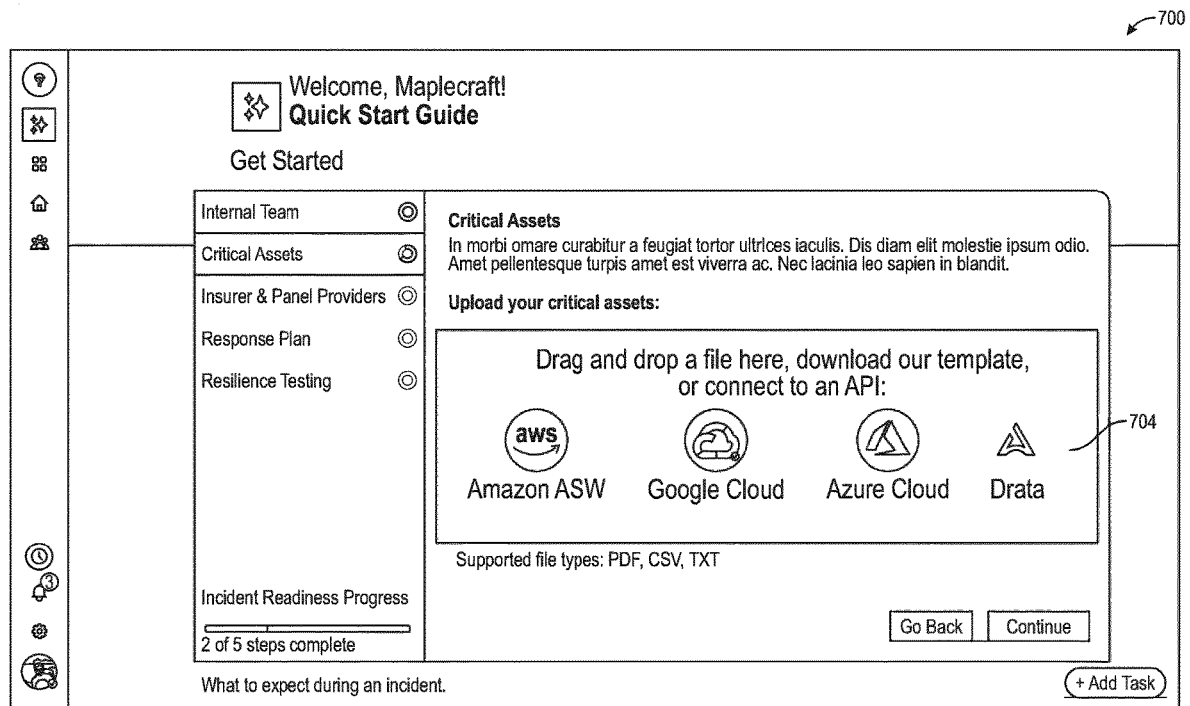 700
Welcome, Maplecraft!
Quick Start Guide
Get Started
Internal Team
Critical Assets
Insurer & Panel Providers
Response Plan
Resilience Testing
Incident Readiness Progress
2 of 5 steps complete
Critical Assets
In morbi omare curabitur a feugiat tortor ultrlces iaculis. Dis diam elit molestie ipsum odio.
Amet pellentesque turpis amet est viverra ac. Nec lacinia leo sapien in blandit.
Upload your critical assets:
Drag and drop a file here, download our template,
or connect to an API:
aws
Amazon ASW
Google Cloud
Azure Cloud
Drata
704
Supported file types: PDF, CSV, TXT
Go Back
Continue
3
What to expect during an incident.
+ Add Task